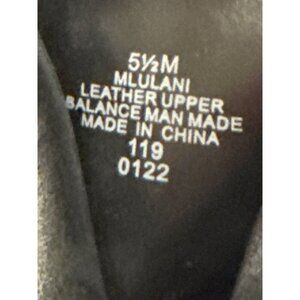 5½M
MLULANI
LEATHER UPPER
BALANCE MAN MADE
MADE IN CHINA
119
0122